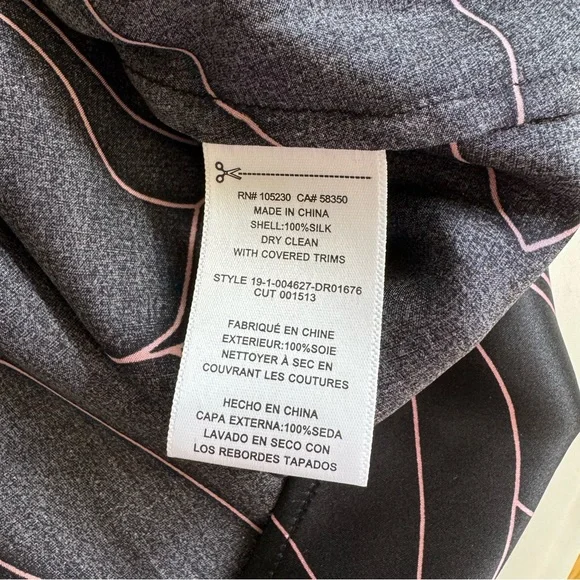 RN# 105230 CA# 58350
MADE IN CHINA
SHELL:100%SILK
DRY CLEAN
WITH COVERED TRIMS
STYLE 19-1-004627-DR01676
CUT 001513
FABRIQUÉ EN CHINE
EXTERIEUR:100%SOIE
NETTOYER À SEC EN
COUVRANT LES COUTURES
HECHO EN CHINA
CAPA EXTERNA:100%SEDA
LAVADO EN SECO CON
LOS REBORDES TAPADOS